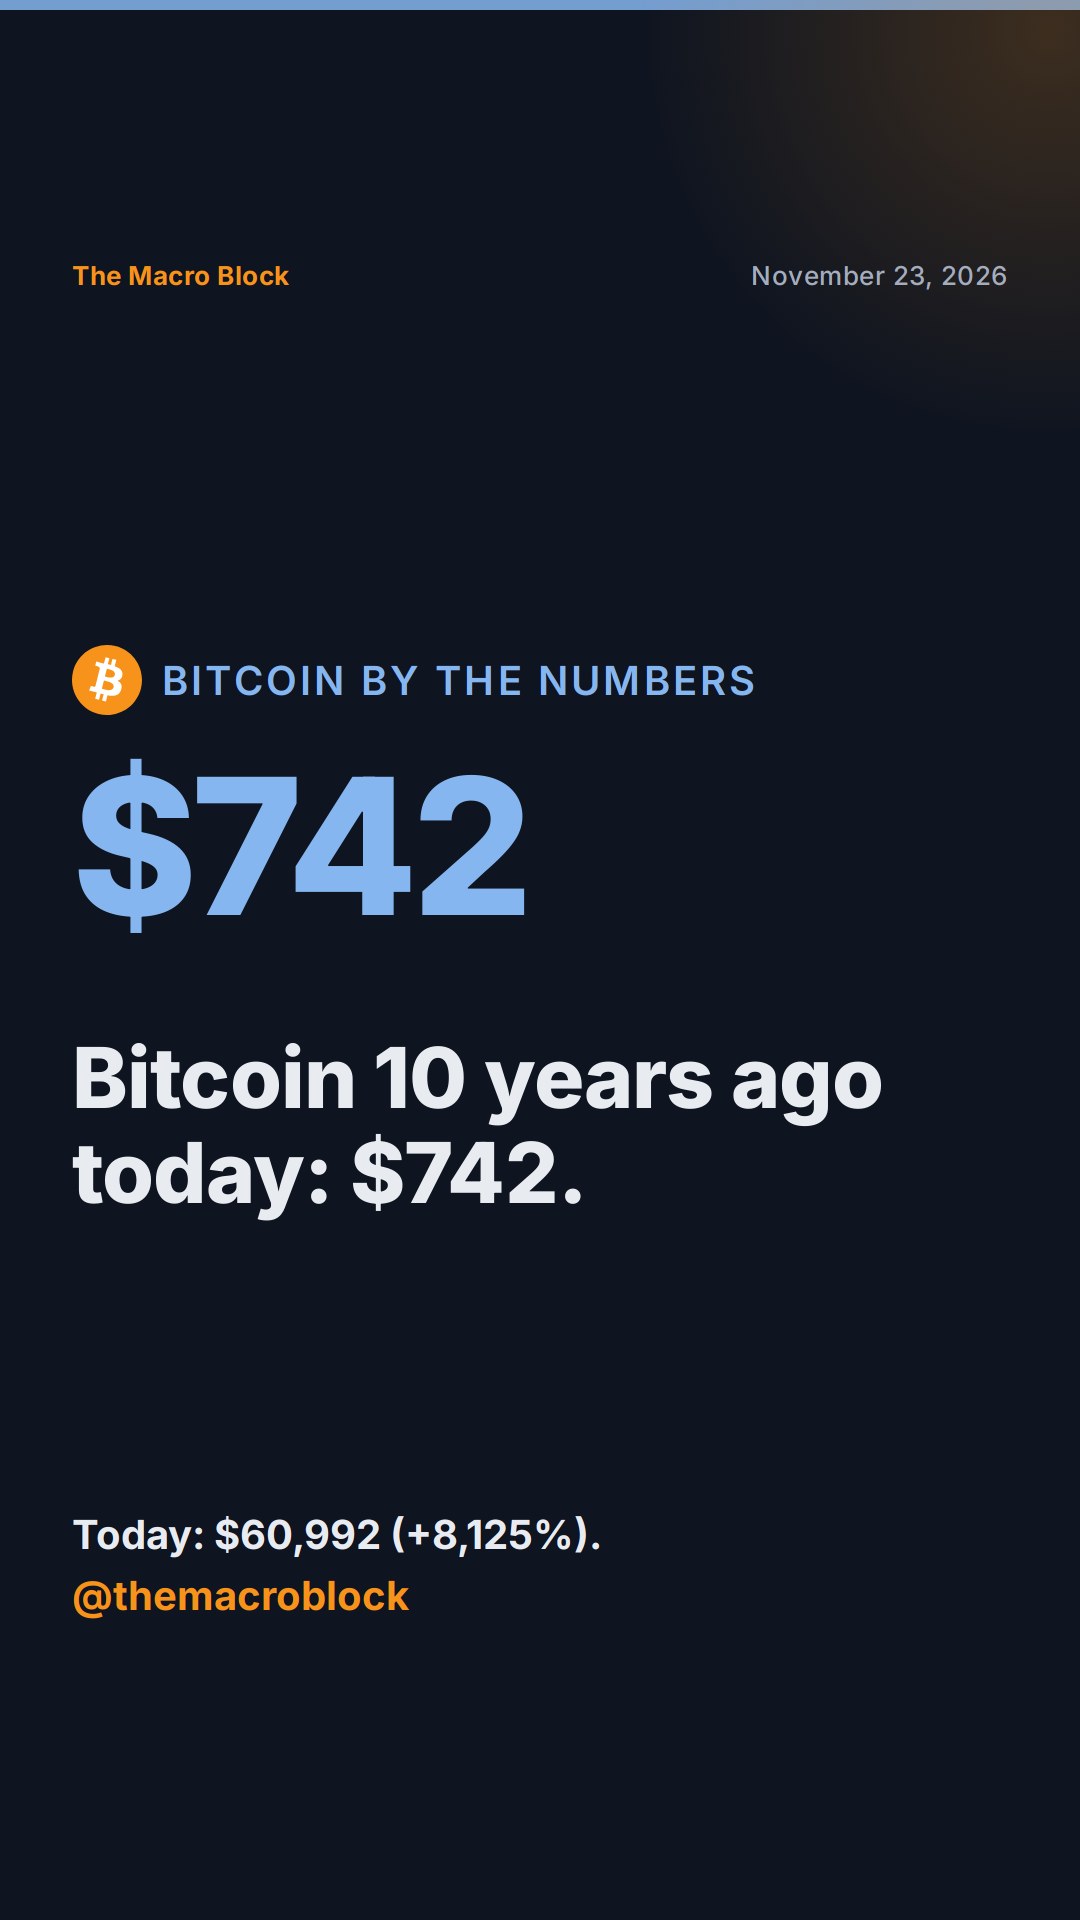 The Macro Block
November 23, 2026
BITCOIN BY THE NUMBERS
$742
Bitcoin 10 years ago
today: $742.
Today: $60,992 (+8,125%).
@themacroblock